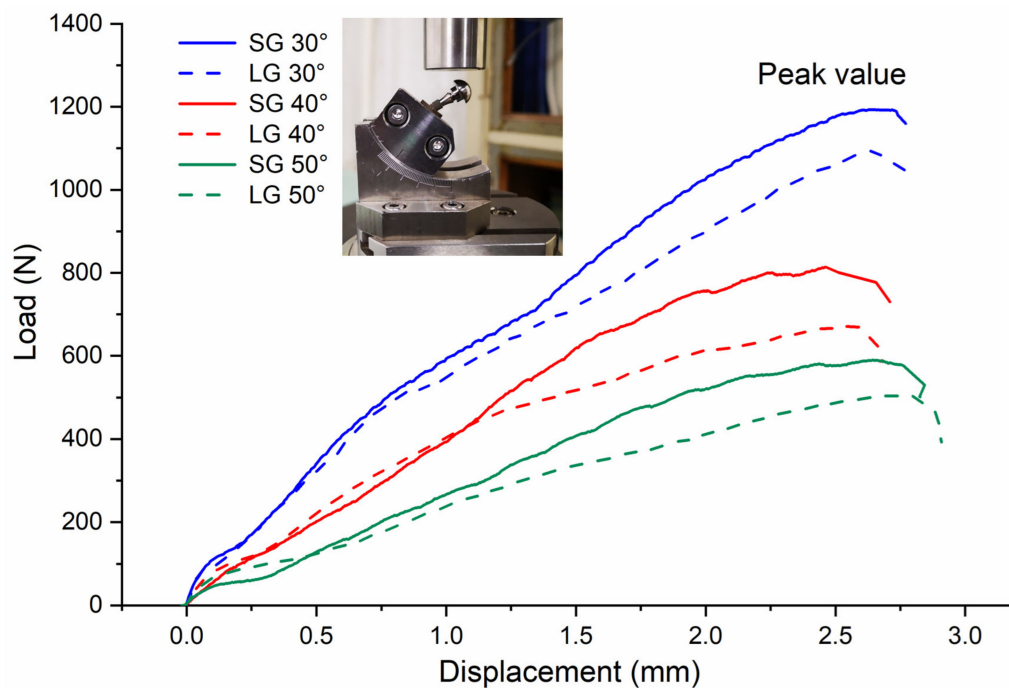 1400
1200
1000
800
600
400
200
0
Load (N)
SG 30°
LG 30°
SG 40°
LG 40°
SG 50°
LG 50°
Peak value
0.0 0.5 1.0 1.5 2.0 2.5 3.0
Displacement (mm)